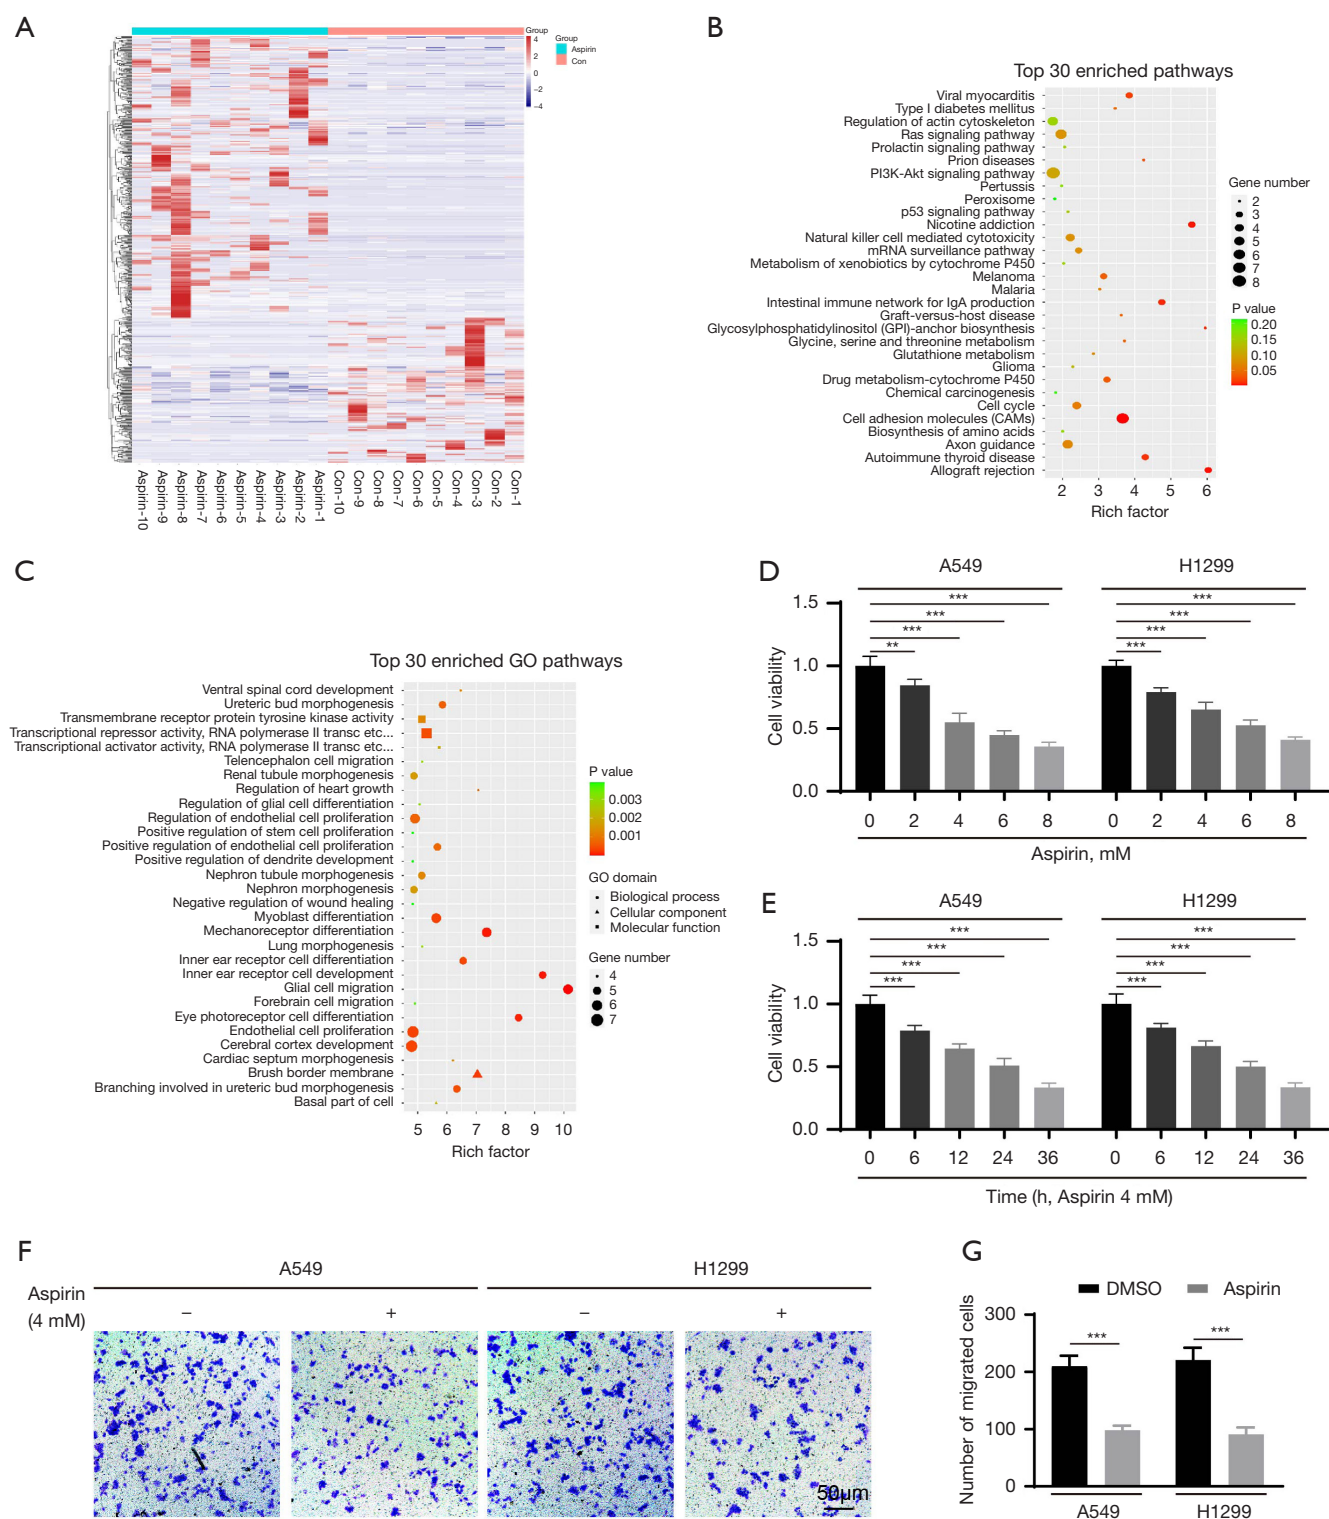 A
Group
4
2
0
−2
−4
Group
Aspirin
Con
Aspirin-10
Aspirin-9
Aspirin-8
Aspirin-7
Aspirin-6
Aspirin-5
Aspirin-4
Aspirin-3
Aspirin-2
Aspirin-1
Con-10
Con-9
Con-8
Con-7
Con-6
Con-5
Con-4
Con-3
Con-2
Con-1
B
Top 30 enriched pathways
Viral myocarditis
Type I diabetes mellitus
Regulation of actin cytoskeleton
Ras signaling pathway
Prolactin signaling pathway
Prion diseases
PI3K-Akt signaling pathway
Pertussis
Peroxisome
p53 signaling pathway
Nicotine addiction
Natural killer cell mediated cytotoxicity
mRNA surveillance pathway
Metabolism of xenobiotics by cytochrome P450
Melanoma
Malaria
Intestinal immune network for IgA production
Graft-versus-host disease
Glycosylphosphatidylinositol (GPI)-anchor biosynthesis
Glycine, serine and threonine metabolism
Glutathione metabolism
Glioma
Drug metabolism-cytochrome P450
Chemical carcinogenesis
Cell cycle
Cell adhesion molecules (CAMs)
Biosynthesis of amino acids
Axon guidance
Autoimmune thyroid disease
Allograft rejection
2 3 4 5 6
Rich factor
Gene number
2
3
4
5
6
7
8
P value
0.20
0.15
0.10
0.05
C
Top 30 enriched GO pathways
Ventral spinal cord development
Ureteric bud morphogenesis
Transmembrane receptor protein tyrosine kinase activity
Transcriptional repressor activity, RNA polymerase II transc etc...
Transcriptional activator activity, RNA polymerase II transc etc...
Telencephalon cell migration
Renal tubule morphogenesis
Regulation of heart growth
Regulation of glial cell differentiation
Regulation of endothelial cell proliferation
Positive regulation of stem cell proliferation
Positive regulation of endothelial cell proliferation
Positive regulation of dendrite development
Nephron tubule morphogenesis
Nephron morphogenesis
Negative regulation of wound healing
Myoblast differentiation
Mechanoreceptor differentiation
Lung morphogenesis
Inner ear receptor cell differentiation
Inner ear receptor cell development
Glial cell migration
Forebrain cell migration
Eye photoreceptor cell differentiation
Endothelial cell proliferation
Cerebral cortex development
Cardiac septum morphogenesis
Brush border membrane
Branching involved in ureteric bud morphogenesis
Basal part of cell
5 6 7 8 9 10
Rich factor
P value
0.003
0.002
0.001
GO domain
Biological process
Cellular component
Molecular function
Gene number
4
5
6
7
D
A549 H1299
Cell viability
1.5
1.0
0.5
0.0
*** ***
*** ***
*** ***
** ***
0 2 4 6 8 0 2 4 6 8
Aspirin, mM
E
A549 H1299
Cell viability
1.5
1.0
0.5
0.0
*** ***
*** ***
*** ***
*** ***
0 6 12 24 36 0 6 12 24 36
Time (h, Aspirin 4 mM)
F
A549 H1299
Aspirin
(4 mM) − + − +
50μm
G
DMSO Aspirin
Number of migrated cells
300
200
100
0
*** ***
A549 H1299